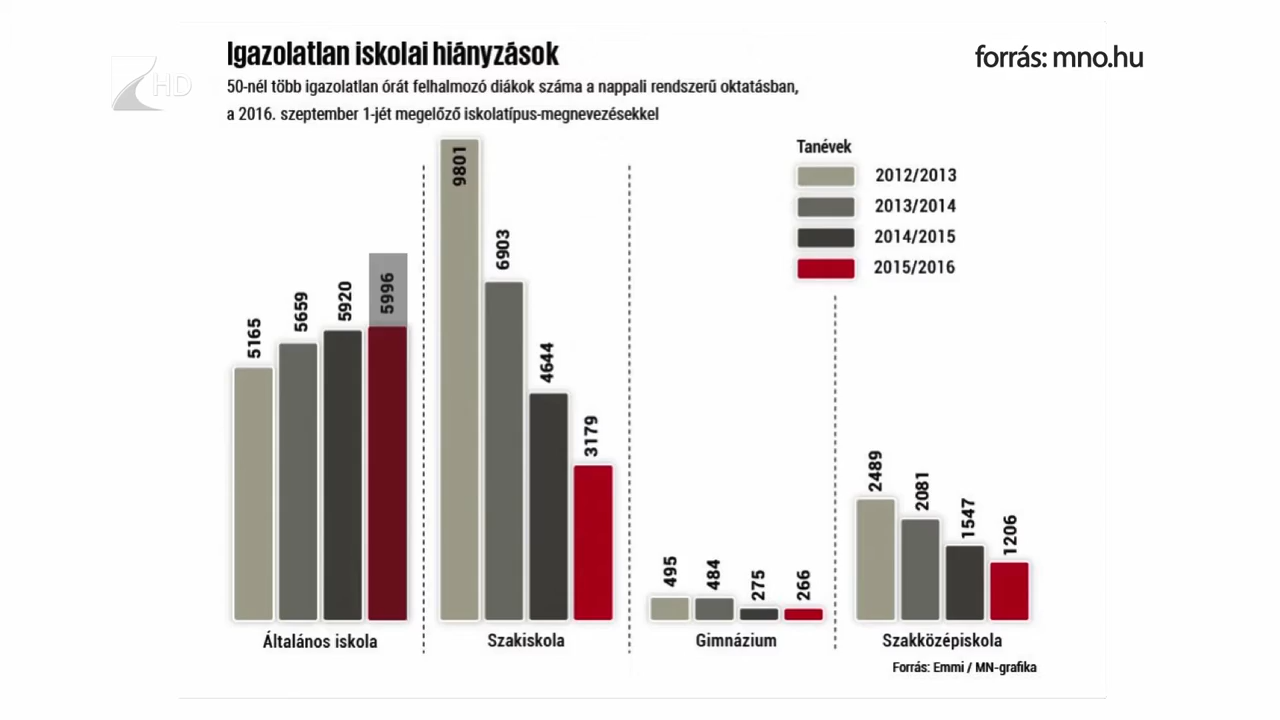 Igazolatlan iskolai hiányzások
forrás: mno.hu
HD
50-nél több igazolatlan órát felhalmozó diákok száma a nappali rendszerű oktatásban,
a 2016. szeptember 1-jét megelőző iskolatípus-megnevezésekkel
Tanévek
2012/2013
2013/2014
2014/2015
2015/2016
5165
5659
5920
5996
9801
6903
4644
3179
495
484
275
266
2489
2081
1547
1206
Általános iskola
Szakiskola
Gimnázium
Szakközépiskola
Forrás: Emmi / MN-grafika